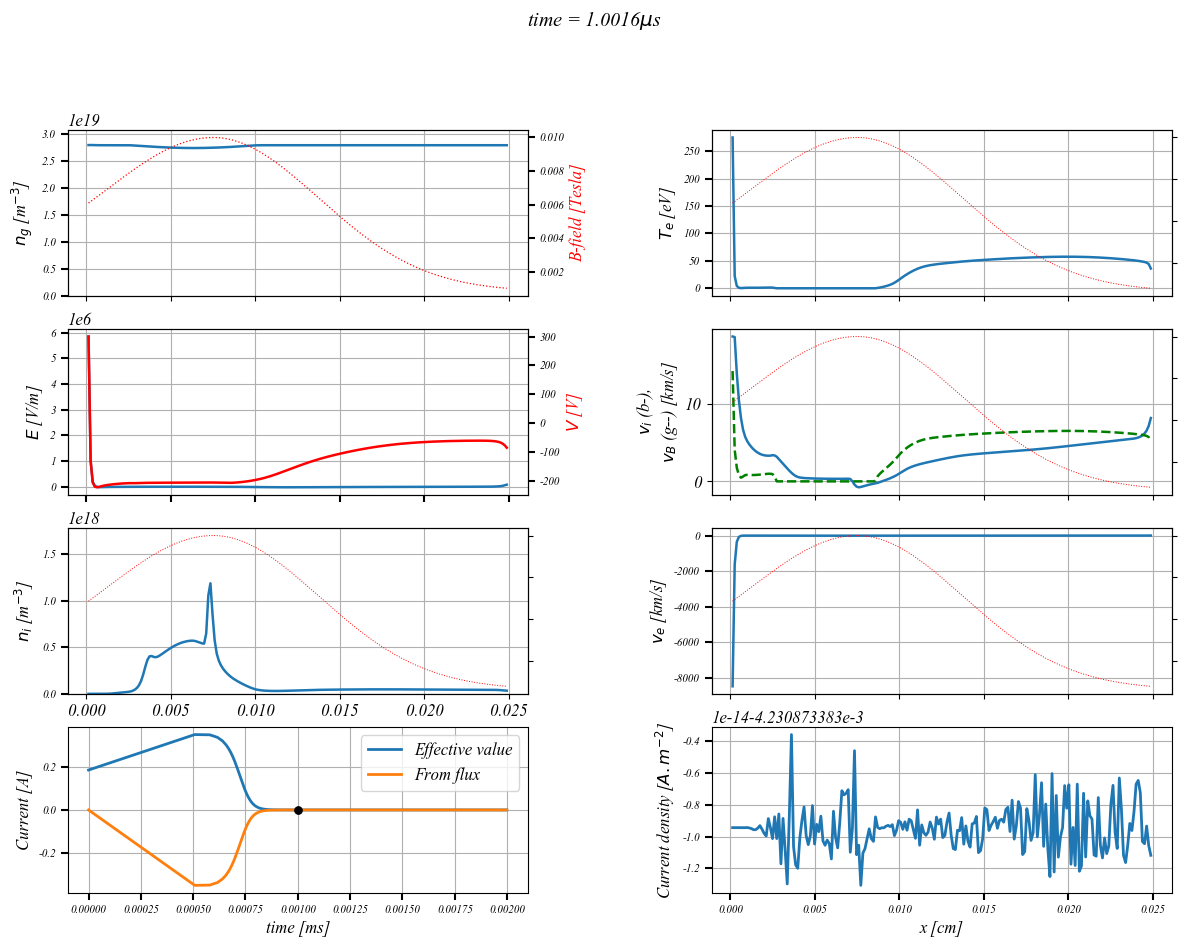 time = 1.0016μs
1e19
n_g [m^{-3}]
3.0
2.5
2.0
1.5
1.0
0.5
0.0
0.010
0.008
0.006
0.004
0.002
B-field [Tesla]
T_e [eV]
250
200
150
100
50
0
1e6
E [V/m]
6
5
4
3
2
1
0
300
200
100
0
-100
-200
V [V]
v_i (b-),
v_B (g--) [km/s]
10
0
1e18
n_i [m^{-3}]
1.5
1.0
0.5
0.0
0.000 0.005 0.010 0.015 0.020 0.025
v_e [km/s]
0
-2000
-4000
-6000
-8000
Current [A]
0.2
0.0
-0.2
Effective value
From flux
0.00000 0.00025 0.00050 0.00075 0.00100 0.00125 0.00150 0.00175 0.00200
time [ms]
1e-14-4.230873383e-3
Current density [A.m^{-2}]
-0.4
-0.6
-0.8
-1.0
-1.2
0.000 0.005 0.010 0.015 0.020 0.025
x [cm]